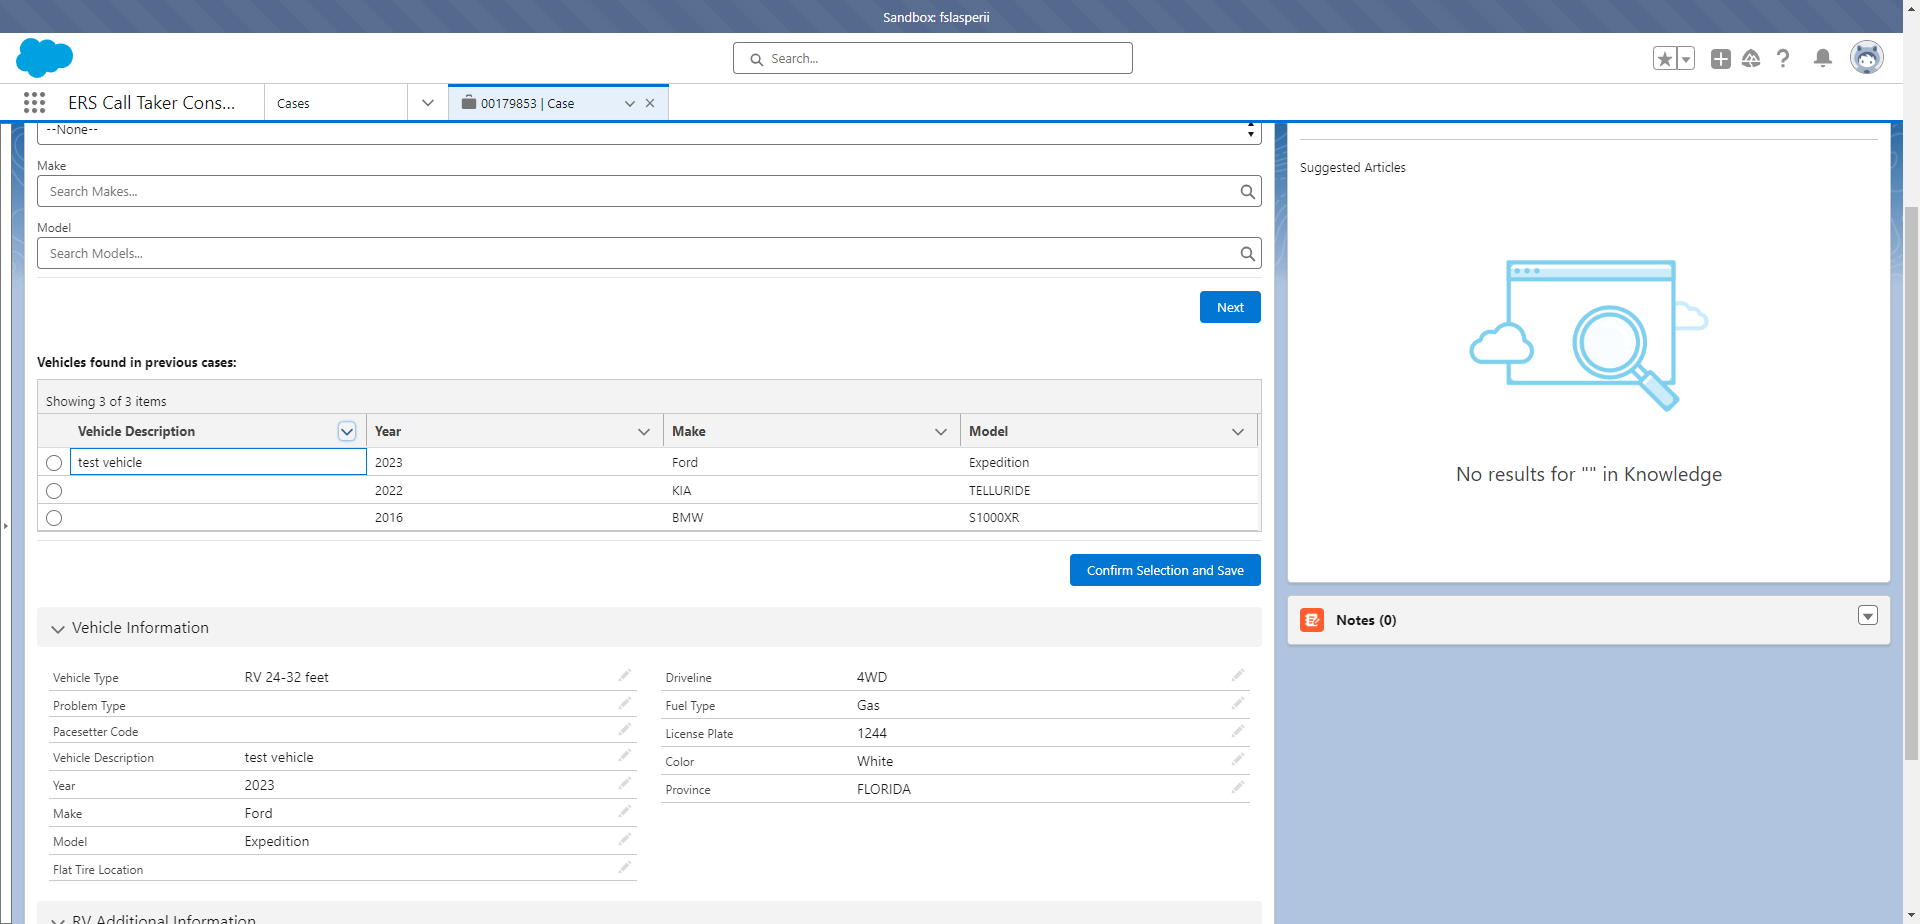 Sandbox: fslasperii
Search...
ERS Call Taker Cons...
Cases
00179853 | Case
--None--
Make
Search Makes...
Model
Search Models...
Next
Vehicles found in previous cases:
Showing 3 of 3 items
Vehicle Description Year Make Model
test vehicle 2023 Ford Expedition
2022 KIA TELLURIDE
2016 BMW S1000XR
Confirm Selection and Save
Vehicle Information
Vehicle Type RV 24-32 feet
Problem Type
Pacesetter Code
Vehicle Description test vehicle
Year 2023
Make Ford
Model Expedition
Flat Tire Location
Driveline 4WD
Fuel Type Gas
License Plate 1244
Color White
Province FLORIDA
RV Additional Information
Suggested Articles
No results for "" in Knowledge
Notes (0)